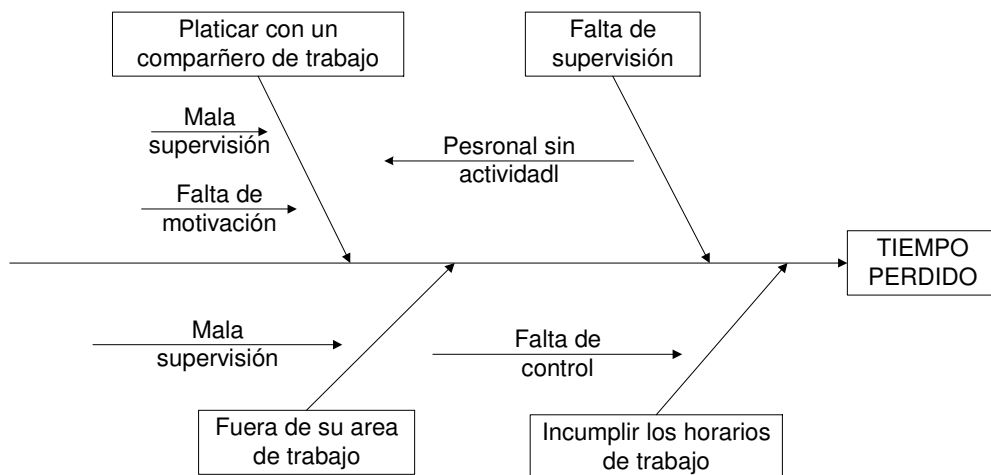 Platicar con un
comparñero de trabajo
Falta de
supervisión
Mala
supervisión
Pesronal sin
actividadl
Falta de
motivación
TIEMPO
PERDIDO
Mala
supervisión
Falta de
control
Fuera de su area
de trabajo
Incumplir los horarios
de trabajo